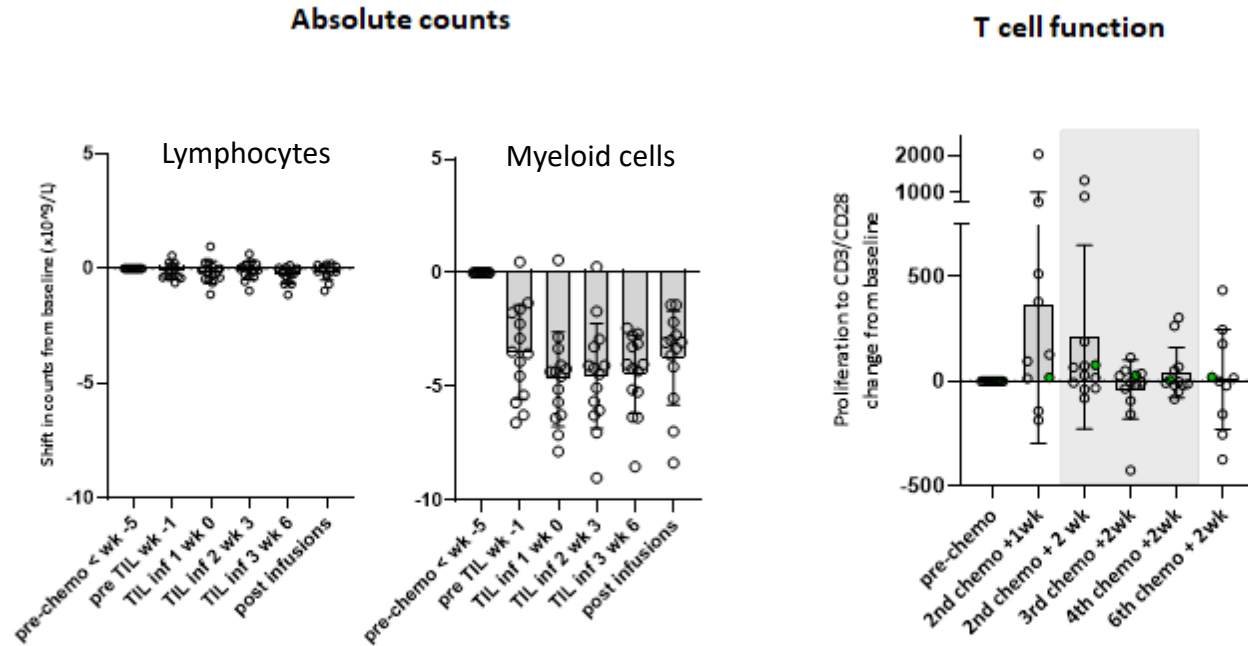 Absolute counts
T cell function
Lymphocytes
Myeloid cells
Shift in counts from baseline (x10^9/L)
5
0
-5
-10
pre-chemo < wk -5
pre TIL wk -1
TIL inf 1 wk 0
TIL inf 2 wk 3
TIL inf 3 wk 6
post infusions
5
0
-5
-10
pre-chemo < wk -5
pre TIL wk -1
TIL inf 1 wk 0
TIL inf 2 wk 3
TIL inf 3 wk 6
post infusions
Proliferation to CD3/CD28
change from baseline
2000
1000
500
0
-500
pre-chemo
2nd chemo +1wk
2nd chemo + 2 wk
3rd chemo +2wk
4th chemo +2wk
6th chemo + 2wk